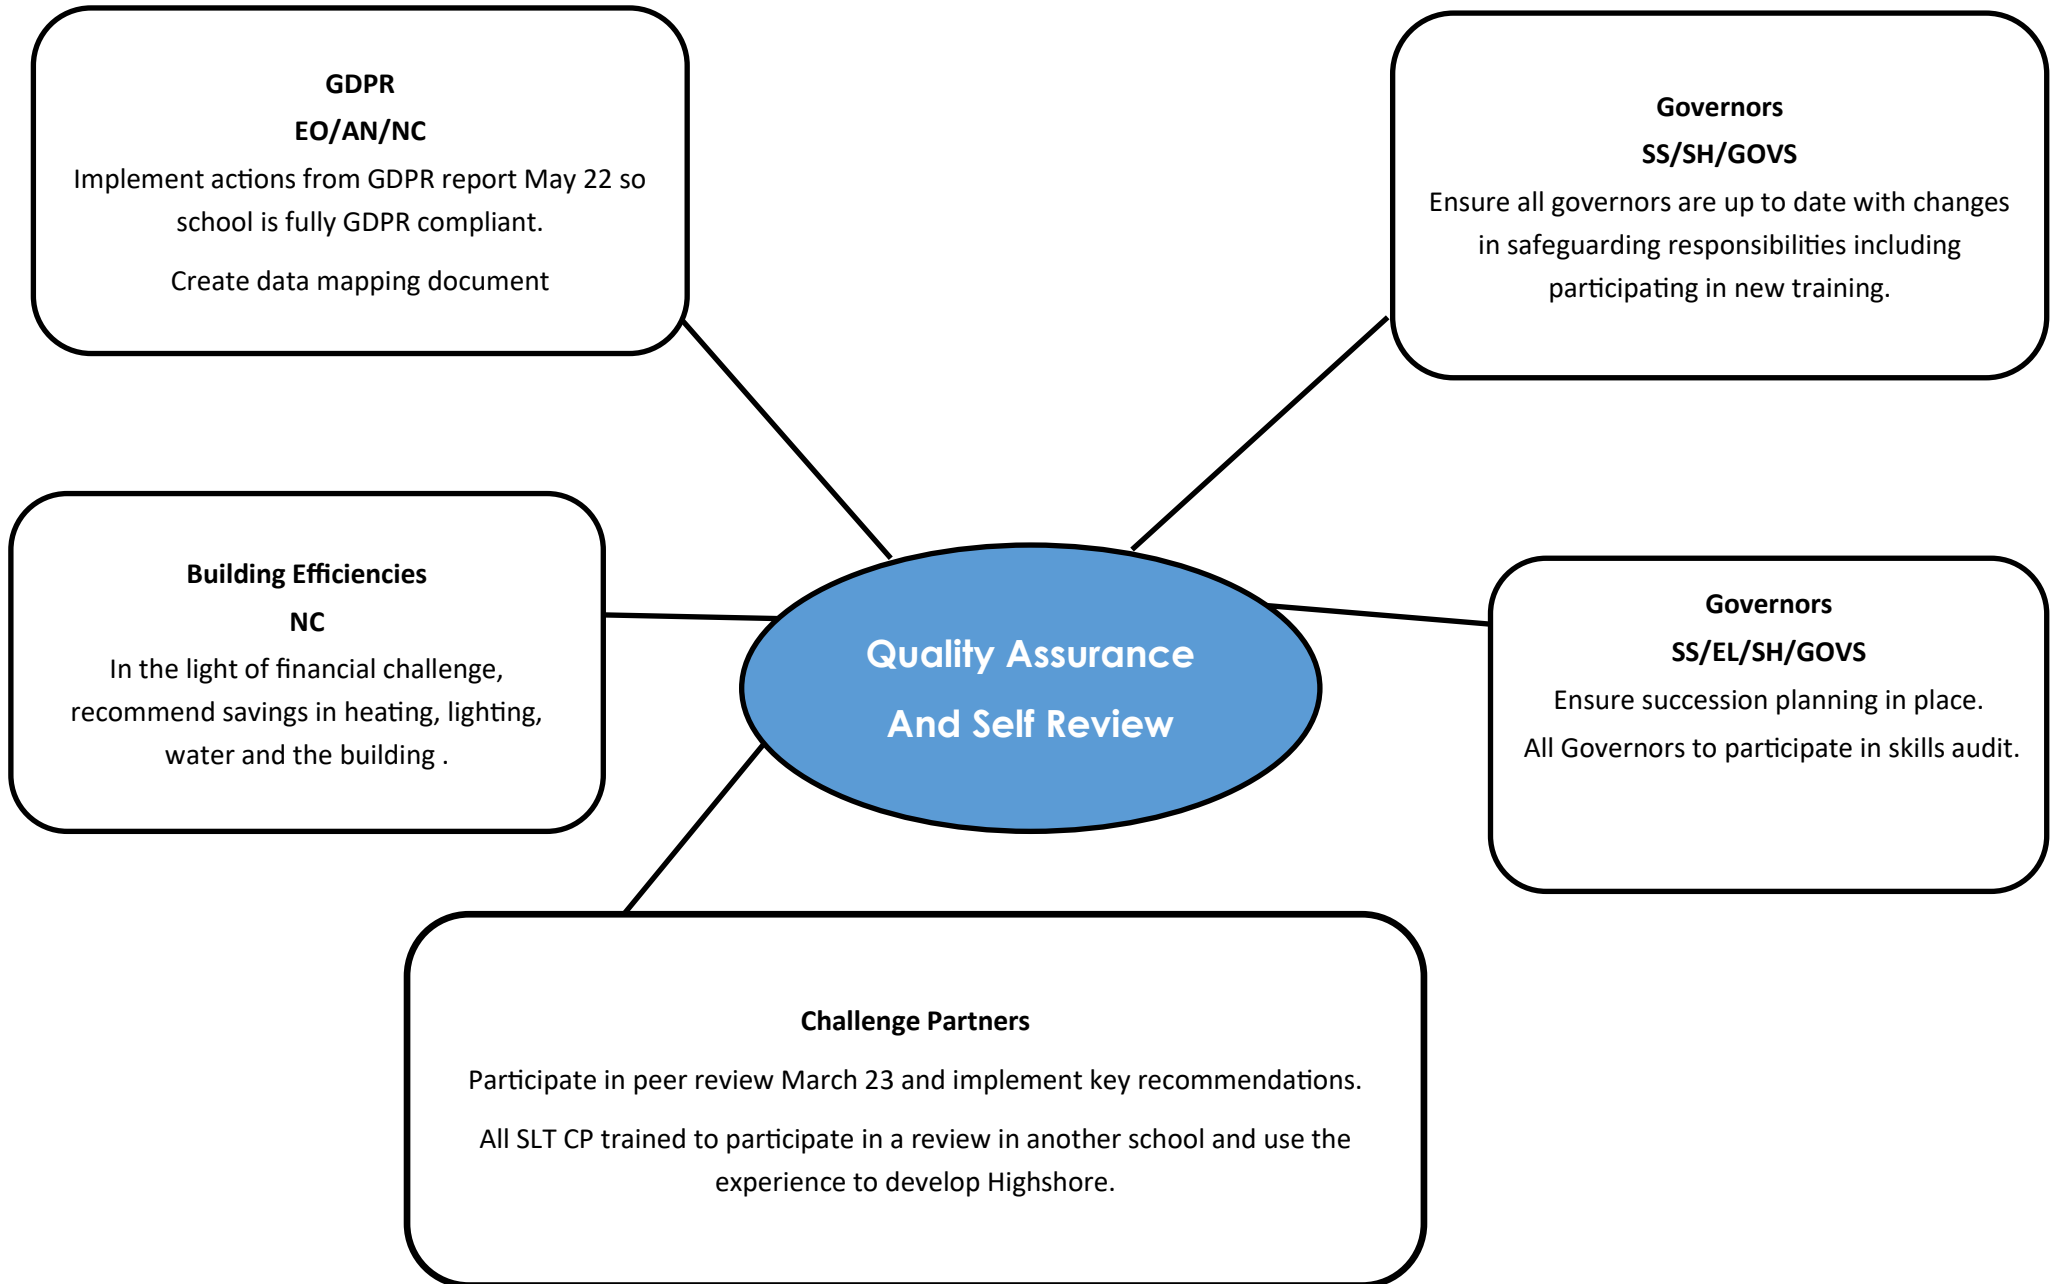 GDPR
EO/AN/NC
Implement actions from GDPR report May 22 so
school is fully GDPR compliant.
Create data mapping document
Governors
SS/SH/GOVS
Ensure all governors are up to date with changes
in safeguarding responsibilities including
participating in new training.
Building Efficiencies
NC
In the light of financial challenge,
recommend savings in heating, lighting,
water and the building .
Quality Assurance
And Self Review
Governors
SS/EL/SH/GOVS
Ensure succession planning in place.
All Governors to participate in skills audit.
Challenge Partners
Participate in peer review March 23 and implement key recommendations.
All SLT CP trained to participate in a review in another school and use the
experience to develop Highshore.